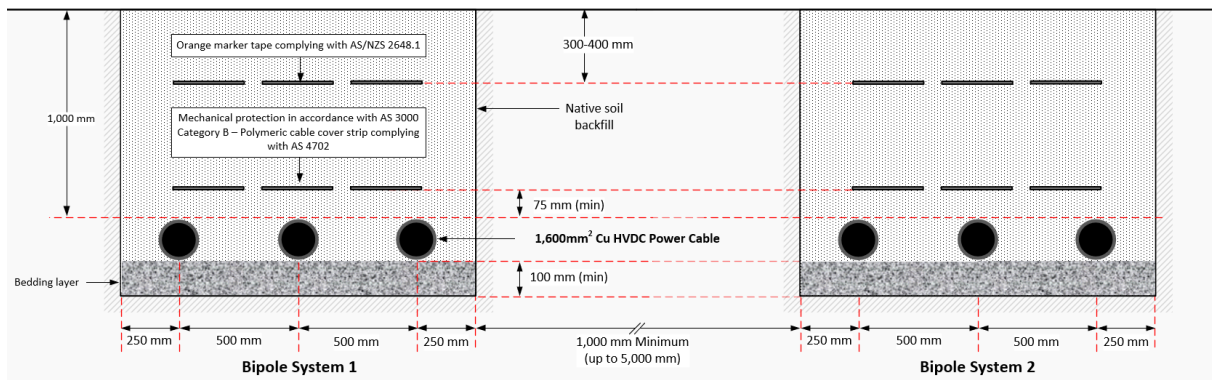 Orange marker tape complying with AS/NZS 2648.1
300-400 mm
1,000 mm
Mechanical protection in accordance with AS 3000
Category B – Polymeric cable cover strip complying
with AS 4702
Native soil
backfill
75 mm (min)
1,600mm² Cu HVDC Power Cable
Bedding layer
100 mm (min)
250 mm
500 mm
500 mm
250 mm
1,000 mm Minimum
(up to 5,000 mm)
250 mm
500 mm
500 mm
250 mm
Bipole System 1
Bipole System 2